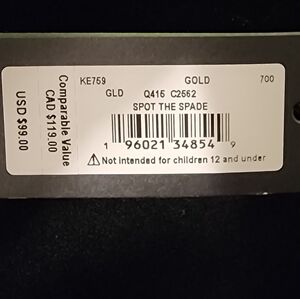 KE759 GOLD 700
GLD Q415 C2562
SPOT THE SPADE
1 96021 34854 9
⚠ Not intended for children 12 and under
Comparable Value
CAD $119.00
USD $99.00